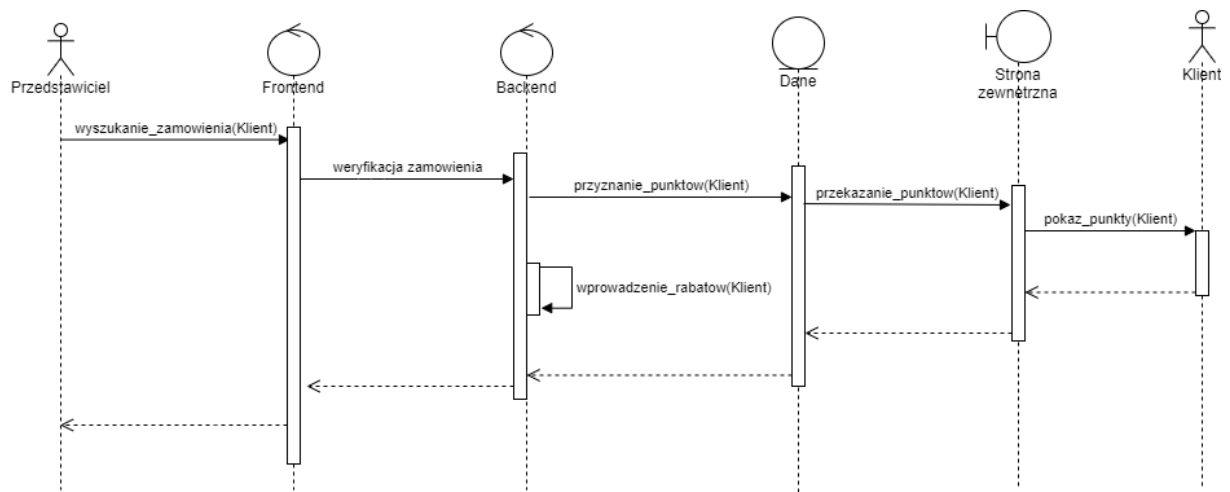 Przedstawiciel
Frontend
Backend
Dane
Strona
zewnetrzna
Klient
wyszukanie_zamowienia(Klient)
weryfikacja zamowienia
przyznanie_punktow(Klient)
przekazanie_punktow(Klient)
pokaz_punkty(Klient)
wprowadzenie_rabatow(Klient)